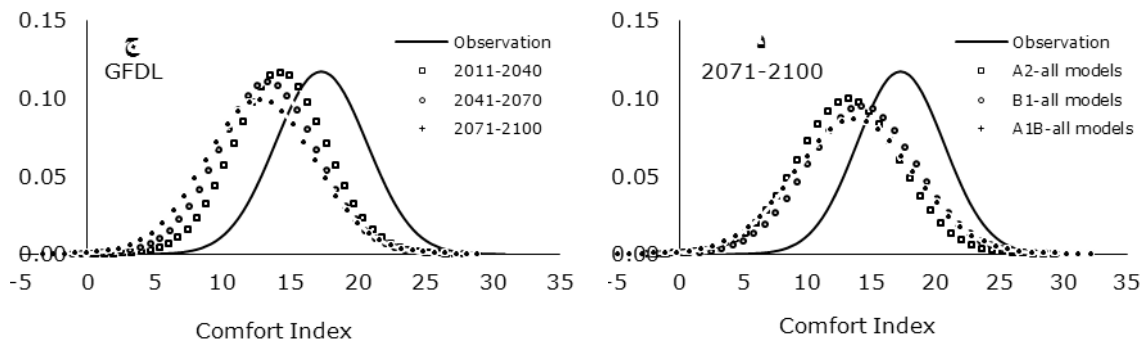 0.15
ج
GFDL
Observation
2011-2040
2041-2070
2071-2100
0.10
0.05
0.00
-5 0 5 10 15 20 25 30 35
Comfort Index
0.15
د
2071-2100
Observation
A2-all models
B1-all models
A1B-all models
0.10
0.05
0.00
-5 0 5 10 15 20 25 30 35
Comfort Index